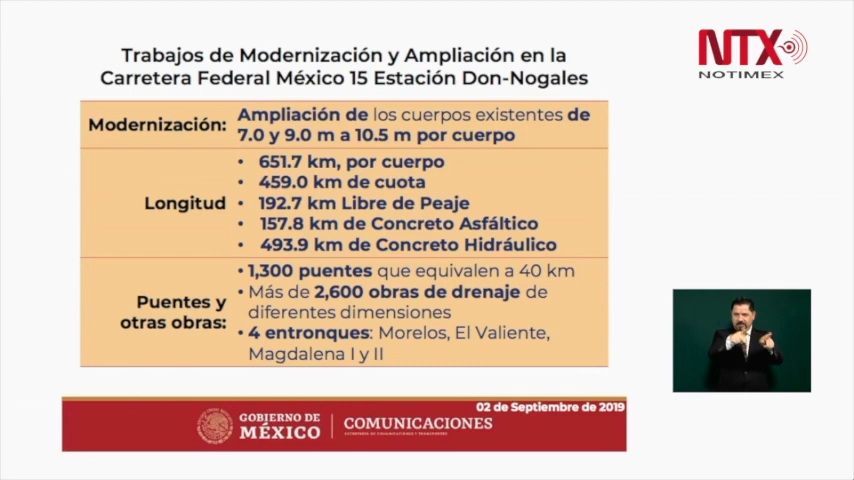 NTX
NOTIMEX
Trabajos de Modernización y Ampliación en la
Carretera Federal México 15 Estación Don-Nogales
Modernización:
Ampliación de los cuerpos existentes de
7.0 y 9.0 m a 10.5 m por cuerpo
Longitud
• 651.7 km, por cuerpo
• 459.0 km de cuota
• 192.7 km Libre de Peaje
• 157.8 km de Concreto Asfáltico
• 493.9 km de Concreto Hidráulico
Puentes y
otras obras:
• 1,300 puentes que equivalen a 40 km
• Más de 2,600 obras de drenaje de
diferentes dimensiones
• 4 entronques: Morelos, El Valiente,
Magdalena I y II
02 de Septiembre de 2019
GOBIERNO DE
MÉXICO
COMUNICACIONES
SECRETARÍA DE COMUNICACIONES Y TRANSPORTES